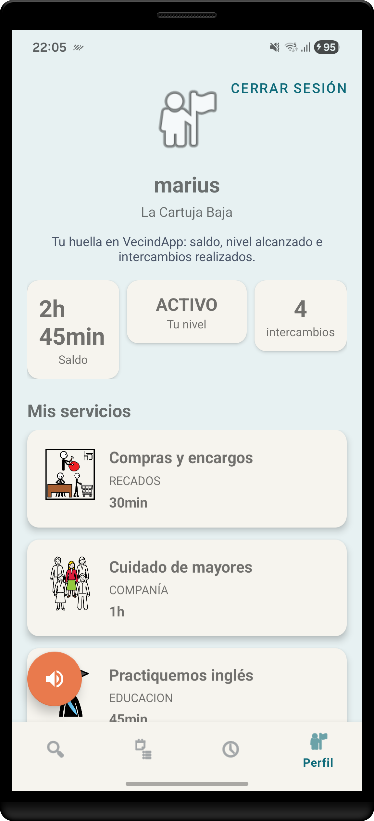 22:05
95
CERRAR SESIÓN
marius
La Cartuja Baja
Tu huella en VecindApp: saldo, nivel alcanzado e
intercambios realizados.
2h
45min
Saldo
ACTIVO
Tu nivel
4
intercambios
Mis servicios
Compras y encargos
RECADOS
30min
Cuidado de mayores
COMPANÍA
1h
Practiquemos inglés
EDUCACION
45min
Perfil